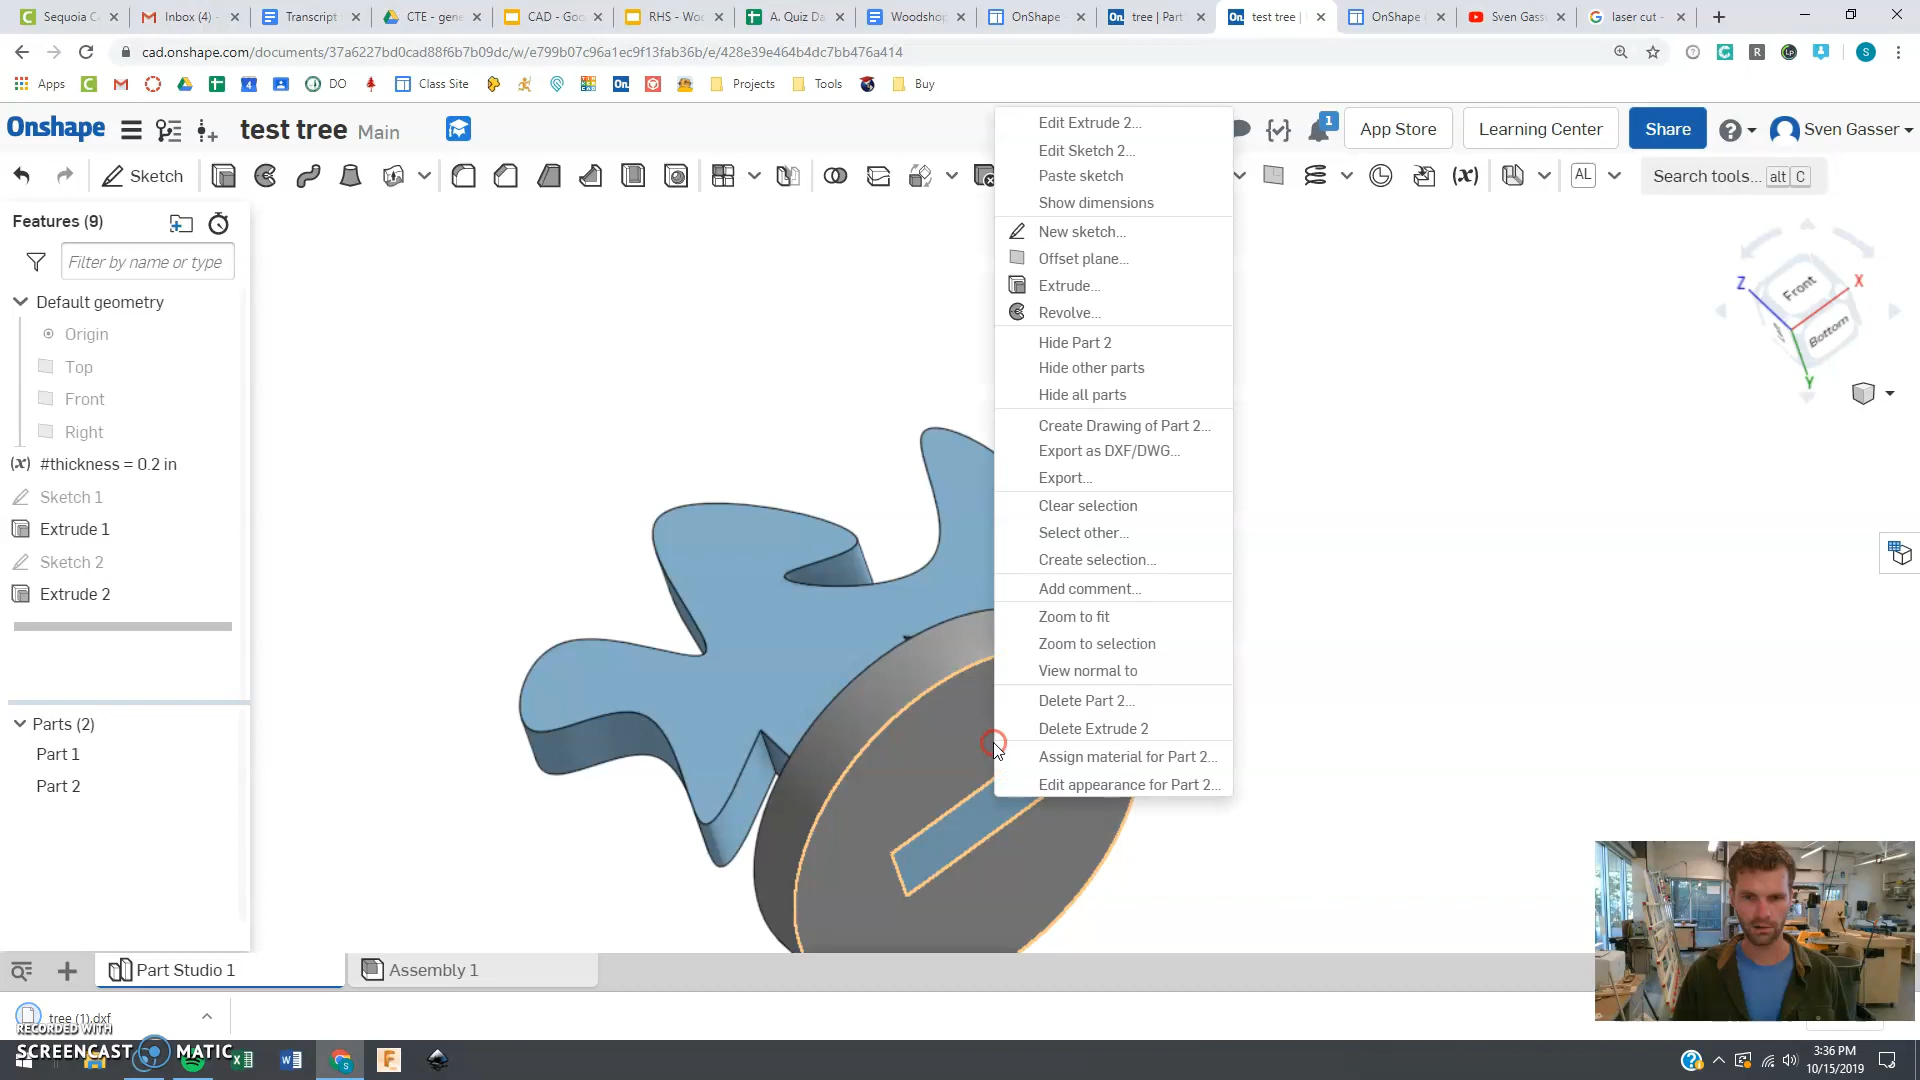 Sequoia C
Inbox (4) -
Transcript
CTE - gene
CAD - Goo
RHS - Wo
A. Quiz Da
Woodshop
OnShape -
tree | Part
test tree |
OnShape
Sven Gass
laser cut -
cad.onshape.com/documents/37a6227bd0cad88f6b7b09dc/w/e799b07c96a1ec9f13fab36b/e/428e39e464b4dc7bb476a414
Apps
DO
Class Site
Projects
Tools
Buy
Onshape
test tree Main
1
App Store
Learning Center
Share
Sven Gasser
Sketch
Search tools... alt C
Features (9)
Filter by name or type
Default geometry
Origin
Top
Front
Right
(x) #thickness = 0.2 in
Sketch 1
Extrude 1
Sketch 2
Extrude 2
Parts (2)
Part 1
Part 2
Edit Extrude 2...
Edit Sketch 2...
Paste sketch
Show dimensions
New sketch...
Offset plane...
Extrude...
Revolve...
Hide Part 2
Hide other parts
Hide all parts
Create Drawing of Part 2...
Export as DXF/DWG...
Export...
Clear selection
Select other...
Create selection...
Add comment...
Zoom to fit
Zoom to selection
View normal to
Delete Part 2...
Delete Extrude 2
Assign material for Part 2...
Edit appearance for Part 2...
Z
X
Front
Bottom
Y
Part Studio 1
Assembly 1
tree (1).dxf
RECORDED WITH
SCREENCAST MATIC
3:36 PM
10/15/2019